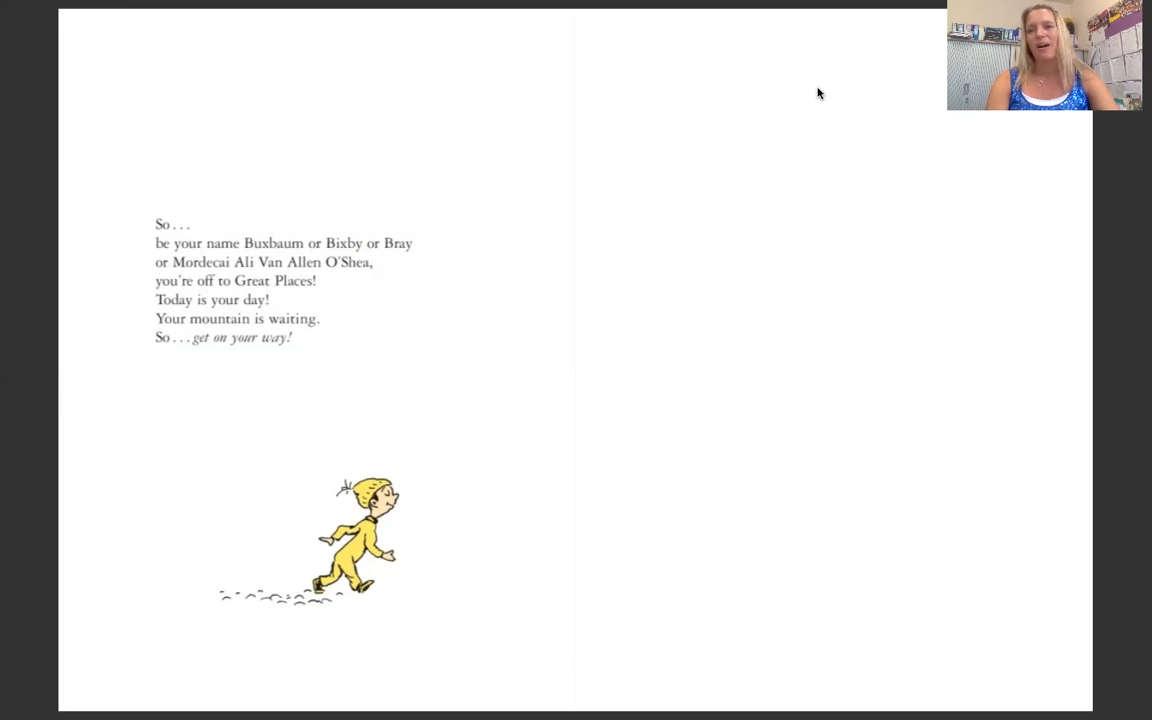 So...
be your name Buxbaum or Bixby or Bray
or Mordecai Ali Van Allen O'Shea,
you're off to Great Places!
Today is your day!
Your mountain is waiting.
So...get on your way!